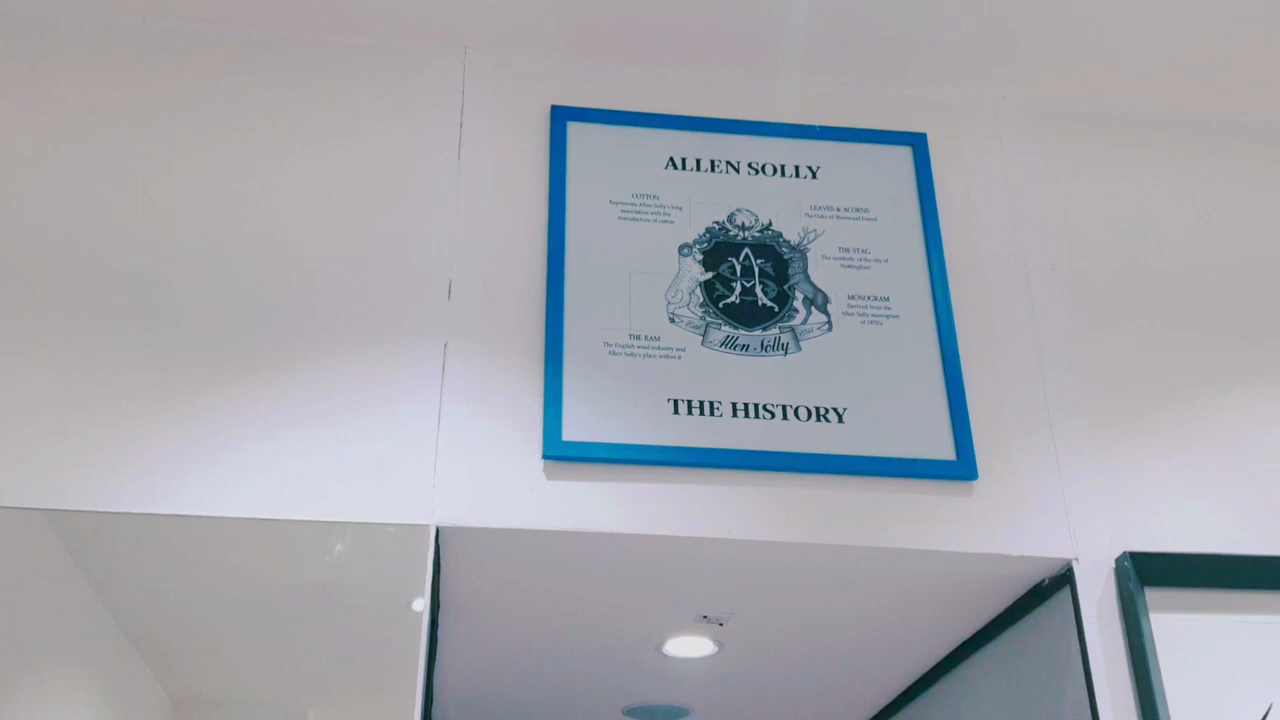 ALLEN SOLLY
COTTON
Represents Allen Solly's long
association with the
manufacture of cotton
LEAVES & ACORNS
The Oaks of Sherwood Forest
THE STAG
The symbolic of the city of
Nottingham
MONOGRAM
Derived from the
Allen Solly monogram
of 1970's
THE RAM
The English wool industry and
Allen Solly's place within it
Estd
Allen Solly
THE HISTORY